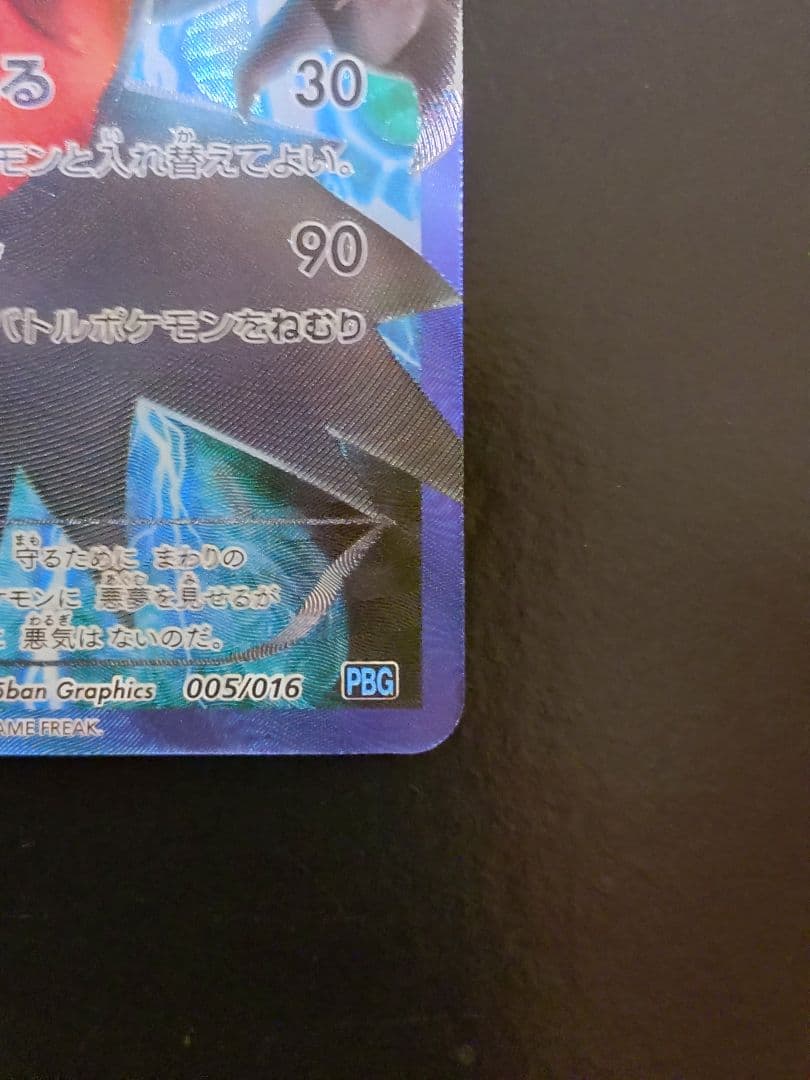 る 30
モンと入れ替えてよい。
90
バトルポケモンをねむり
守るために まわりの
ケモンに 悪夢を見せるが
悪気はないのだ。
5ban Graphics 005/016 PBG
AME FREAK.